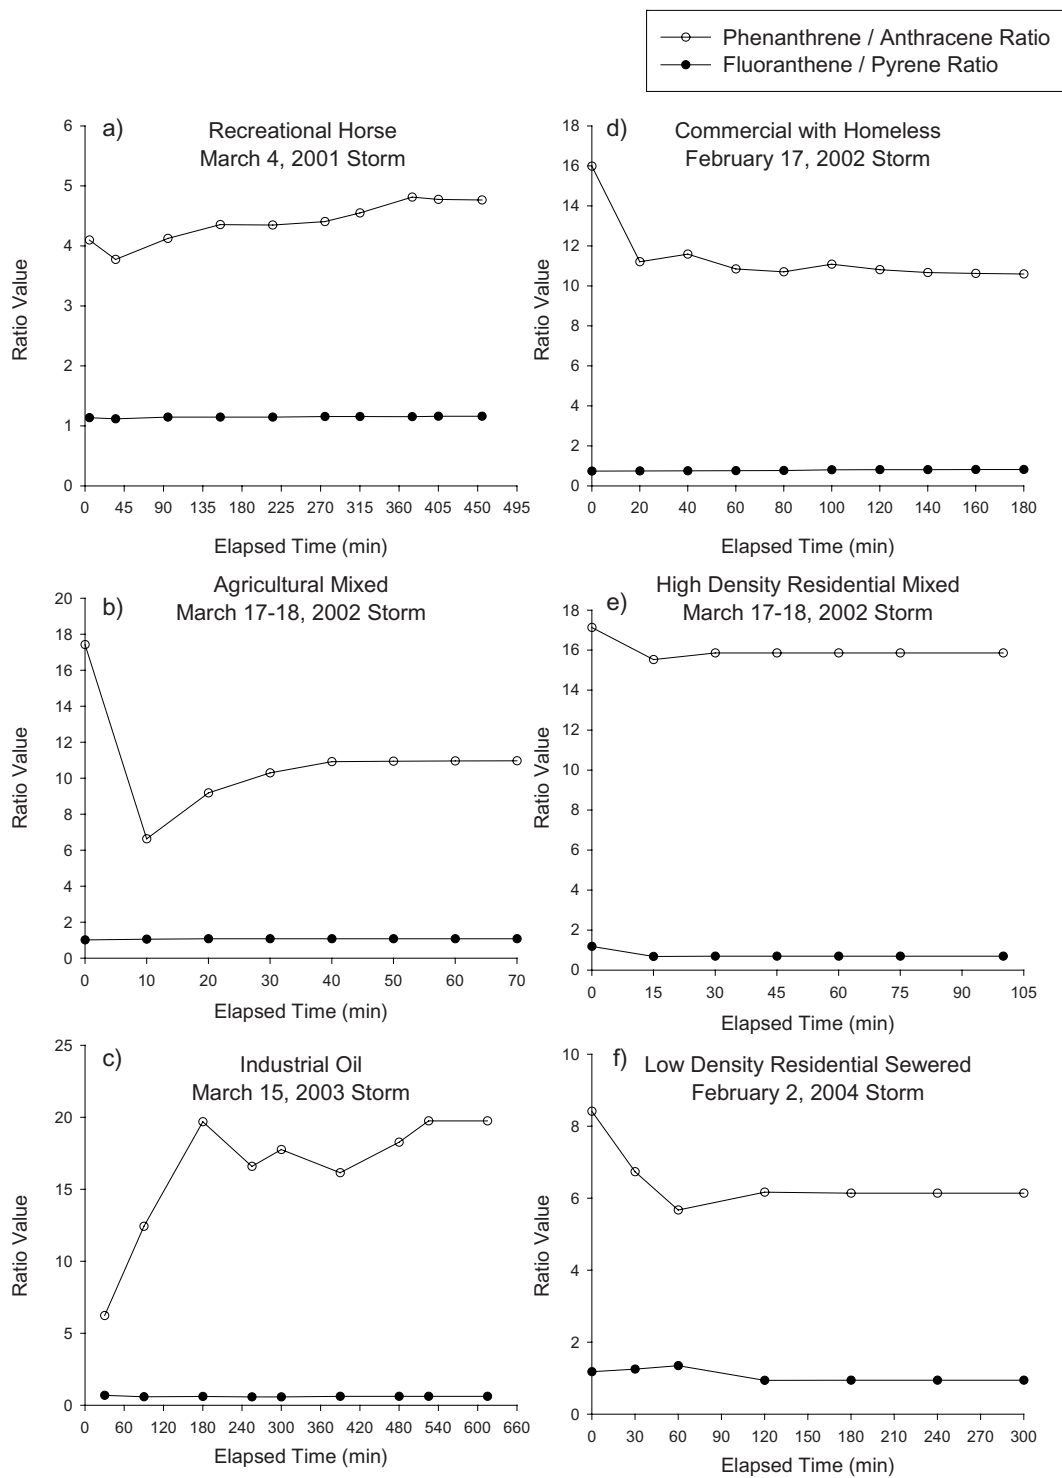 Phenanthrene / Anthracene Ratio
Fluoranthene / Pyrene Ratio
a)
Recreational Horse
March 4, 2001 Storm
6
5
4
3
2
1
0
Ratio Value
0 45 90 135 180 225 270 315 360 405 450 495
Elapsed Time (min)
d)
Commercial with Homeless
February 17, 2002 Storm
18
16
14
12
10
8
6
4
2
0
Ratio Value
0 20 40 60 80 100 120 140 160 180
Elapsed Time (min)
b)
Agricultural Mixed
March 17-18, 2002 Storm
20
18
16
14
12
10
8
6
4
2
0
Ratio Value
0 10 20 30 40 50 60 70
Elapsed Time (min)
e)
High Density Residential Mixed
March 17-18, 2002 Storm
18
16
14
12
10
8
6
4
2
0
Ratio Value
0 15 30 45 60 75 90 105
Elapsed Time (min)
c)
Industrial Oil
March 15, 2003 Storm
25
20
15
10
5
0
Ratio Value
0 60 120 180 240 300 360 420 480 540 600 660
Elapsed Time (min)
f)
Low Density Residential Sewered
February 2, 2004 Storm
10
8
6
4
2
0
Ratio Value
0 30 60 90 120 150 180 210 240 270 300
Elapsed Time (min)